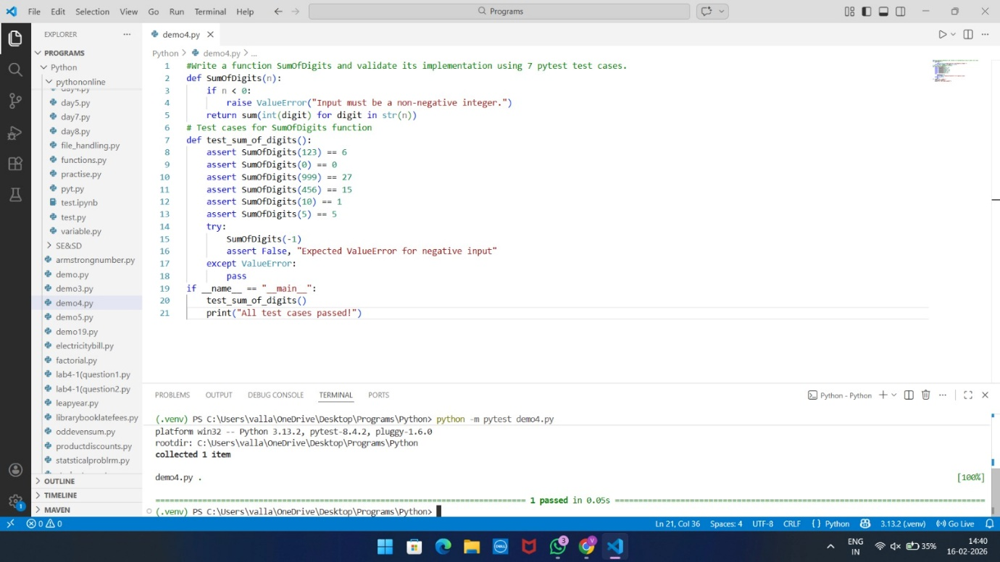 File Edit Selection View Go Run Terminal Help
Programs
EXPLORER
demo4.py
PROGRAMS
Python
pythononline
day4.py
day5.py
day7.py
day8.py
file_handling.py
functions.py
practise.py
pyt.py
test.ipynb
test.py
variable.py
SE&SD
armstrongnumber.py
demo.py
demo3.py
demo4.py
demo5.py
demo19.py
electricitybill.py
factorial.py
lab4-1(question1.py
lab4-1(question2.py
leapyear.py
librarybooklatefees.py
oddevensum.py
productdiscounts.py
statsticalproblrm.py
OUTLINE
TIMELINE
MAVEN
Python > demo4.py > ...
1 #Write a function SumOfDigits and validate its implementation using 7 pytest test cases.
2 def SumOfDigits(n):
3 if n < 0:
4 raise ValueError("Input must be a non-negative integer.")
5 return sum(int(digit) for digit in str(n))
6 # Test cases for SumOfDigits function
7 def test_sum_of_digits():
8 assert SumOfDigits(123) == 6
9 assert SumOfDigits(0) == 0
10 assert SumOfDigits(999) == 27
11 assert SumOfDigits(456) == 15
12 assert SumOfDigits(10) == 1
13 assert SumOfDigits(5) == 5
14 try:
15 SumOfDigits(-1)
16 assert False, "Expected ValueError for negative input"
17 except ValueError:
18 pass
19 if __name__ == "__main__":
20 test_sum_of_digits()
21 print("All test cases passed!")
PROBLEMS OUTPUT DEBUG CONSOLE TERMINAL PORTS
Python - Python
(.venv) PS C:\Users\valla\OneDrive\Desktop\Programs\Python> python -m pytest demo4.py
platform win32 -- Python 3.13.2, pytest-8.4.2, pluggy-1.6.0
rootdir: C:\Users\valla\OneDrive\Desktop\Programs\Python
collected 1 item
demo4.py . [100%]
1 passed in 0.05s
(.venv) PS C:\Users\valla\OneDrive\Desktop\Programs\Python>
1
0 0 Ln 21, Col 36 Spaces: 4 UTF-8 CRLF {} Python 3.13.2 (.venv) Go Live
DELL 3 V ENG IN 35% 14:40 16-02-2026